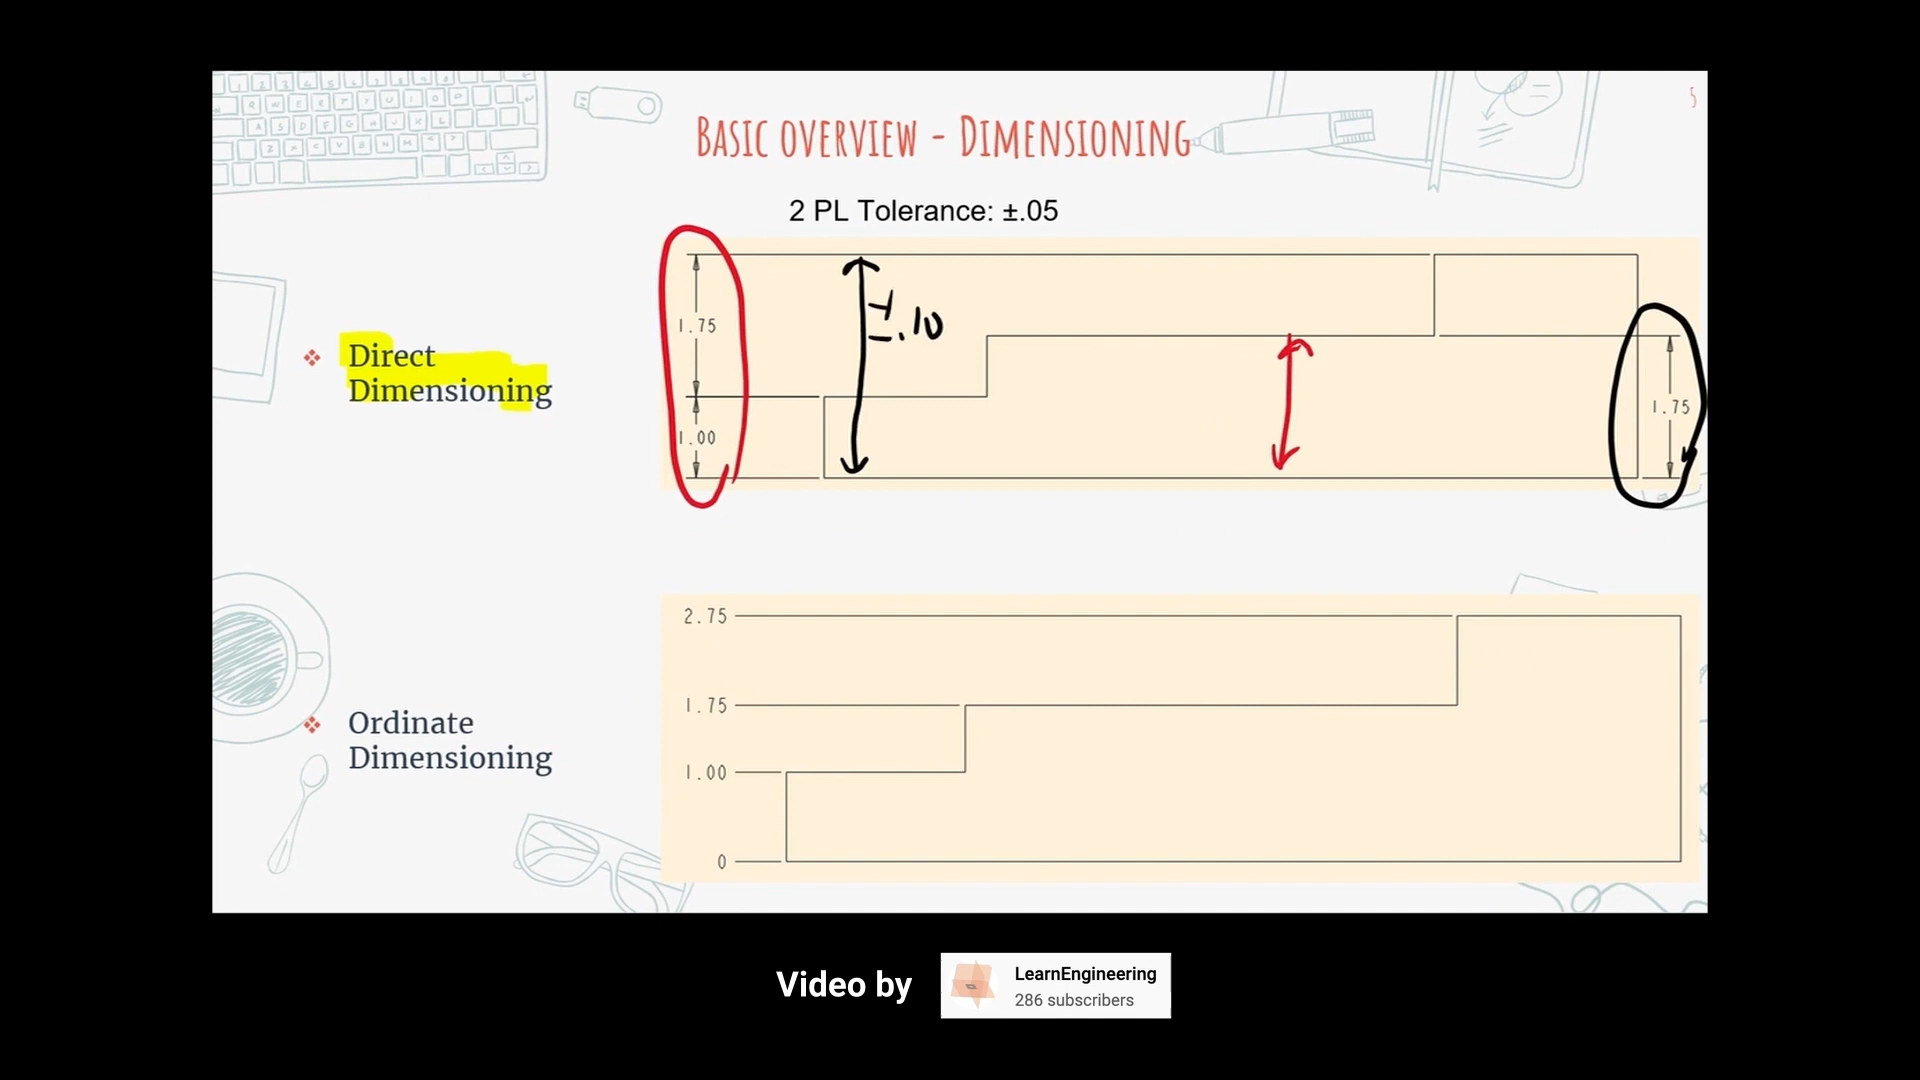 5
BASIC OVERVIEW - DIMENSIONING
2 PL Tolerance: ±.05
1.75
±.10
Direct
Dimensioning
1.75
1.00
2.75
1.75
Ordinate
Dimensioning
1.00
0
Video by
LearnEngineering
286 subscribers